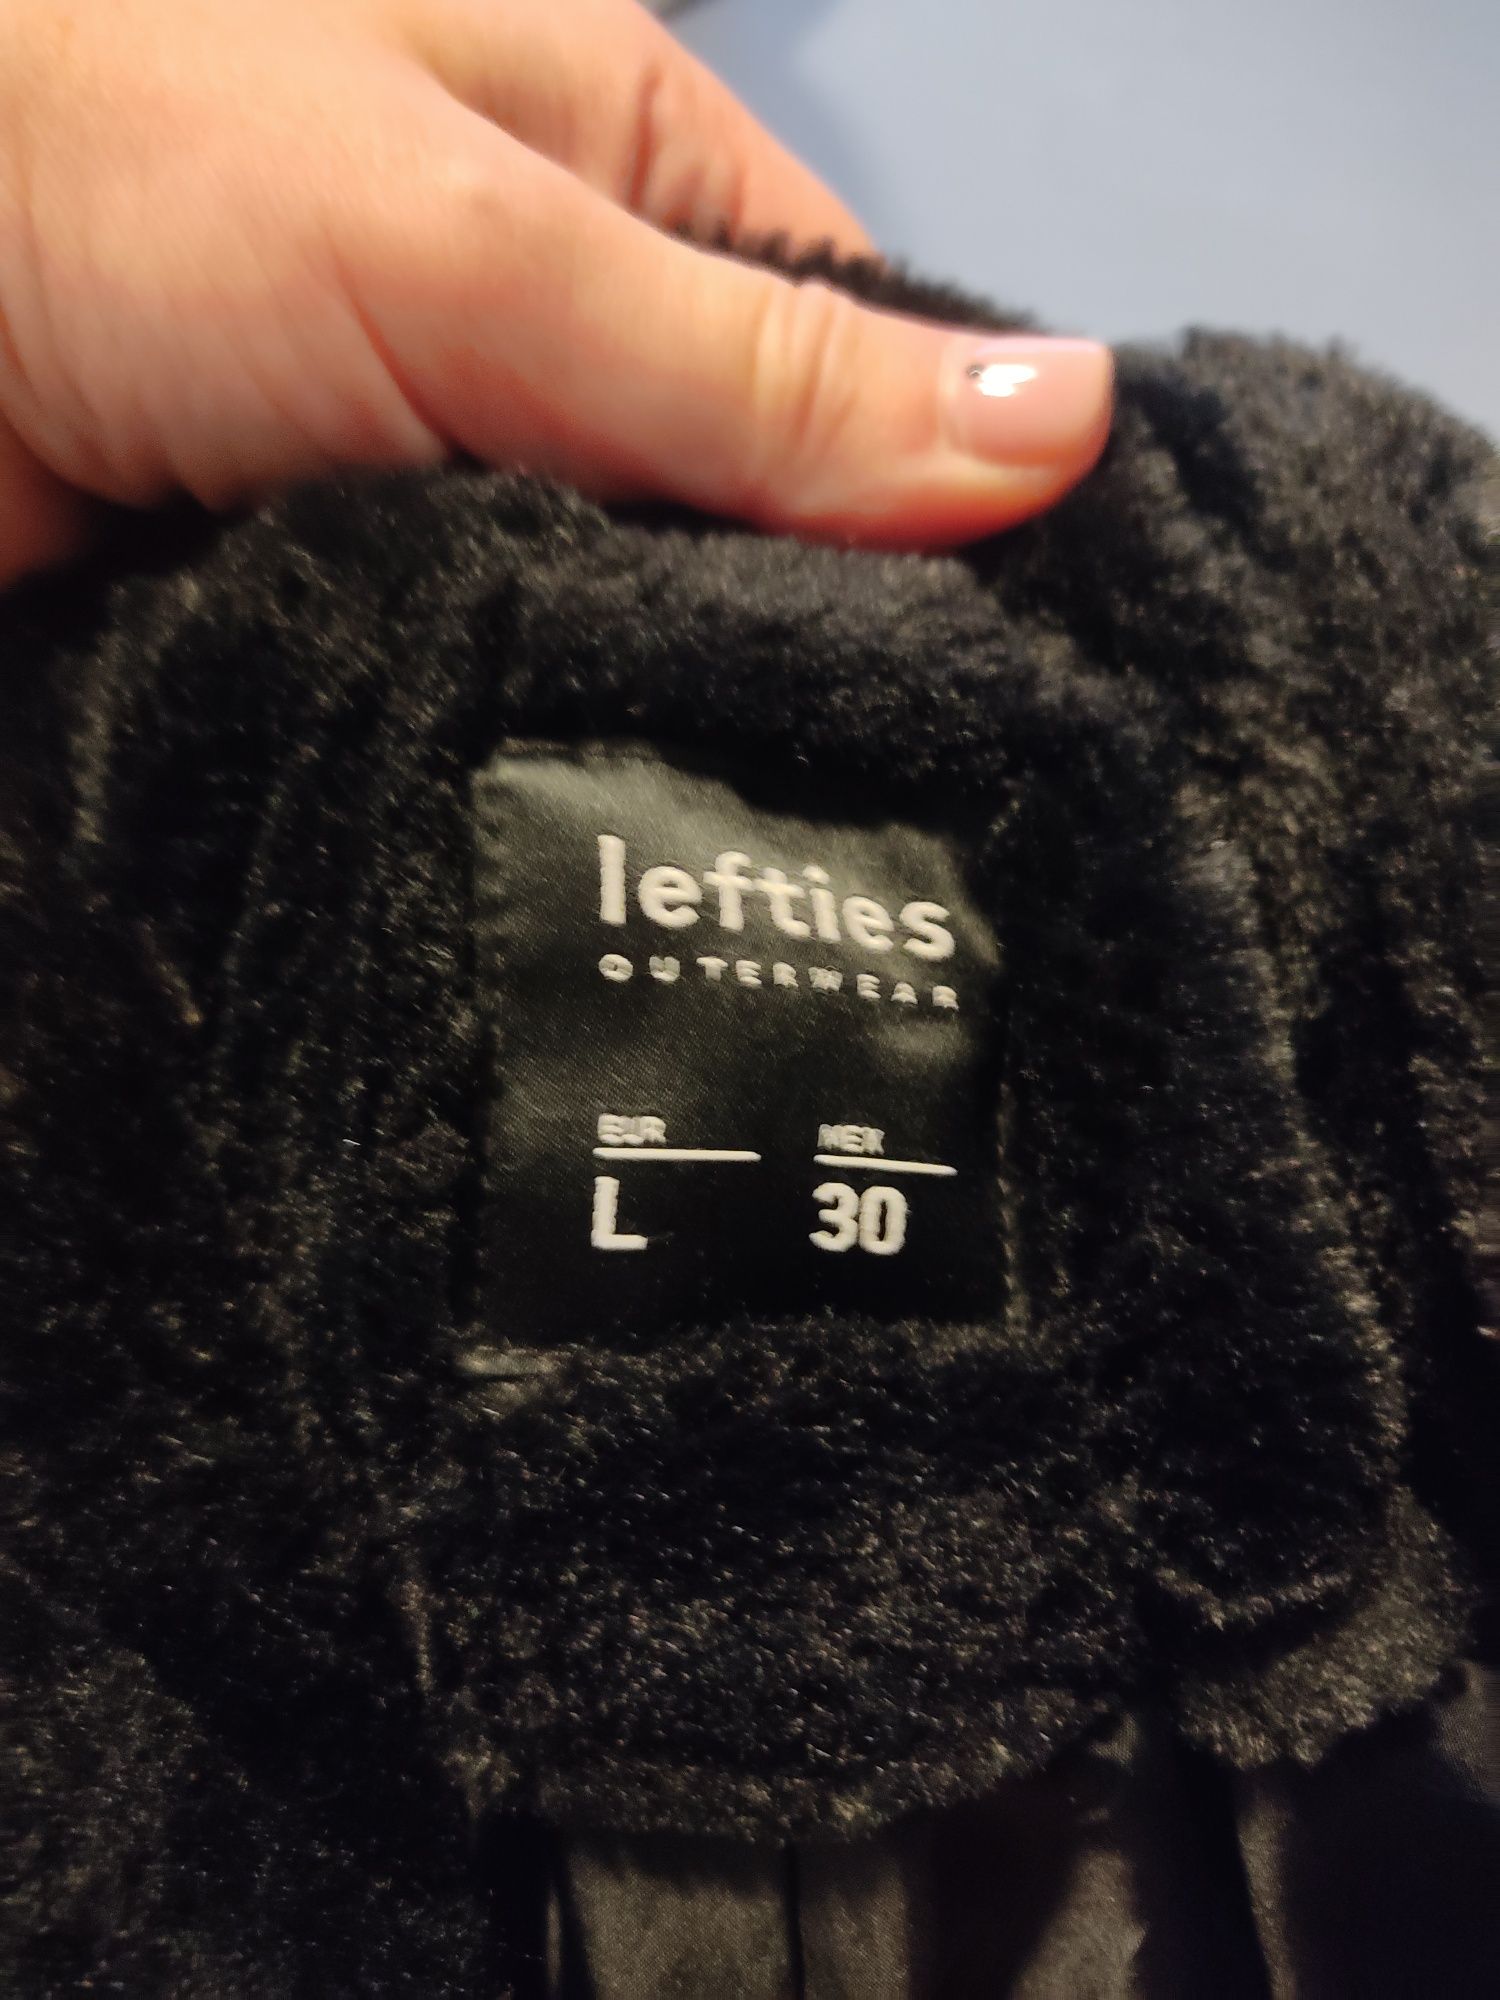 lefties
OUTERWEAR
EUR MEX
L 30